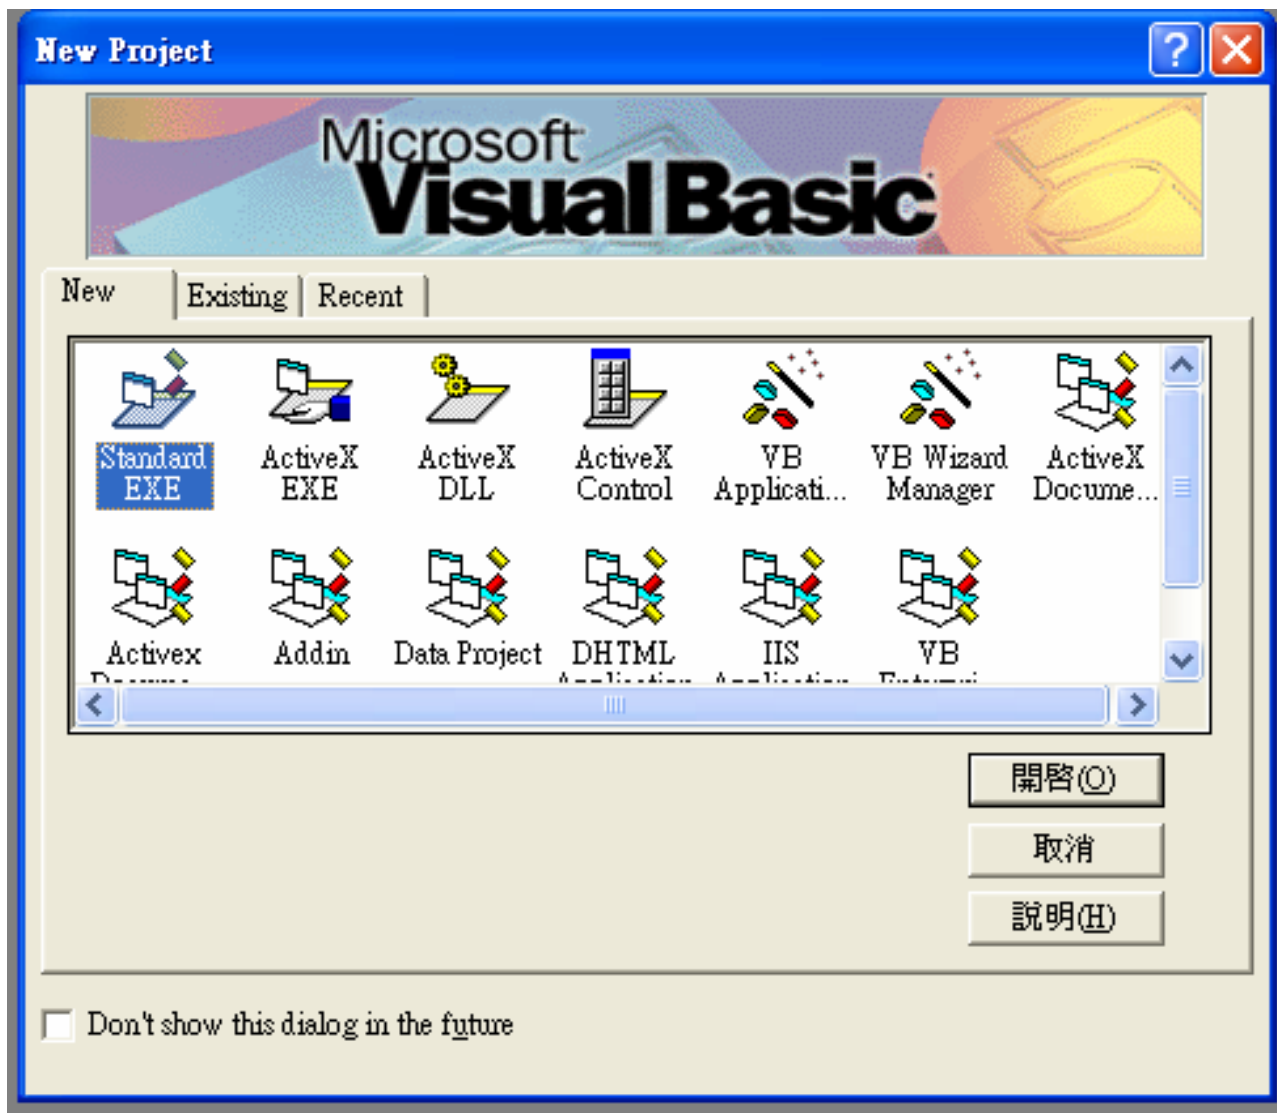 New Project
Microsoft
Visual Basic
New Existing Recent
Standard ActiveX ActiveX ActiveX VB VB Wizard ActiveX
EXE EXE DLL Control Applicati... Manager Docume...
Activex Addin Data Project DHTML IIS VB
開啓(O)
取消
說明(H)
Don't show this dialog in the future